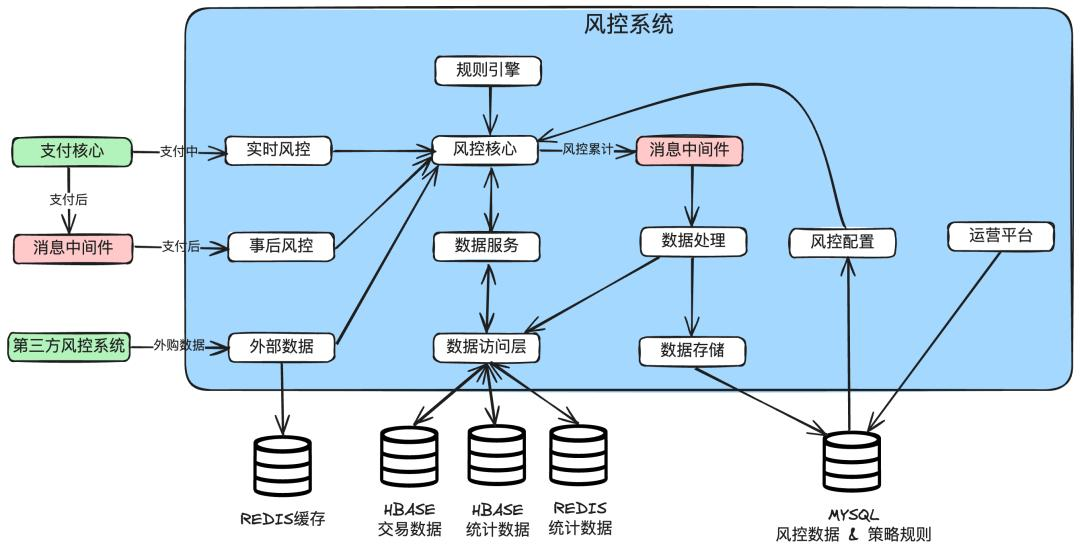 风控系统
规则引擎
支付核心
支付中
实时风控
风控核心
风控累计
消息中间件
支付后
消息中间件
支付后
事后风控
数据服务
数据处理
风控配置
运营平台
第三方风控系统
外购数据
外部数据
数据访问层
数据存储
REDIS缓存
HBASE
交易数据
HBASE
统计数据
REDIS
统计数据
MYSQL
风控数据 & 策略规则